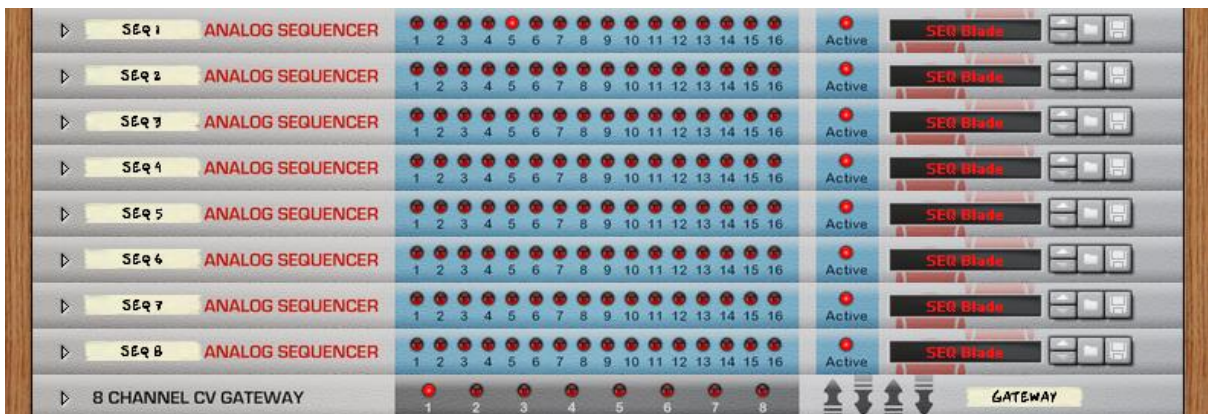 SEQ 1 ANALOG SEQUENCER 1 2 3 4 5 6 7 8 9 10 11 12 13 14 15 16 Active SEQ Blade
SEQ 2 ANALOG SEQUENCER 1 2 3 4 5 6 7 8 9 10 11 12 13 14 15 16 Active SEQ Blade
SEQ 3 ANALOG SEQUENCER 1 2 3 4 5 6 7 8 9 10 11 12 13 14 15 16 Active SEQ Blade
SEQ 4 ANALOG SEQUENCER 1 2 3 4 5 6 7 8 9 10 11 12 13 14 15 16 Active SEQ Blade
SEQ 5 ANALOG SEQUENCER 1 2 3 4 5 6 7 8 9 10 11 12 13 14 15 16 Active SEQ Blade
SEQ 6 ANALOG SEQUENCER 1 2 3 4 5 6 7 8 9 10 11 12 13 14 15 16 Active SEQ Blade
SEQ 7 ANALOG SEQUENCER 1 2 3 4 5 6 7 8 9 10 11 12 13 14 15 16 Active SEQ Blade
SEQ 8 ANALOG SEQUENCER 1 2 3 4 5 6 7 8 9 10 11 12 13 14 15 16 Active SEQ Blade
8 CHANNEL CV GATEWAY 1 2 3 4 5 6 7 8 GATEWAY